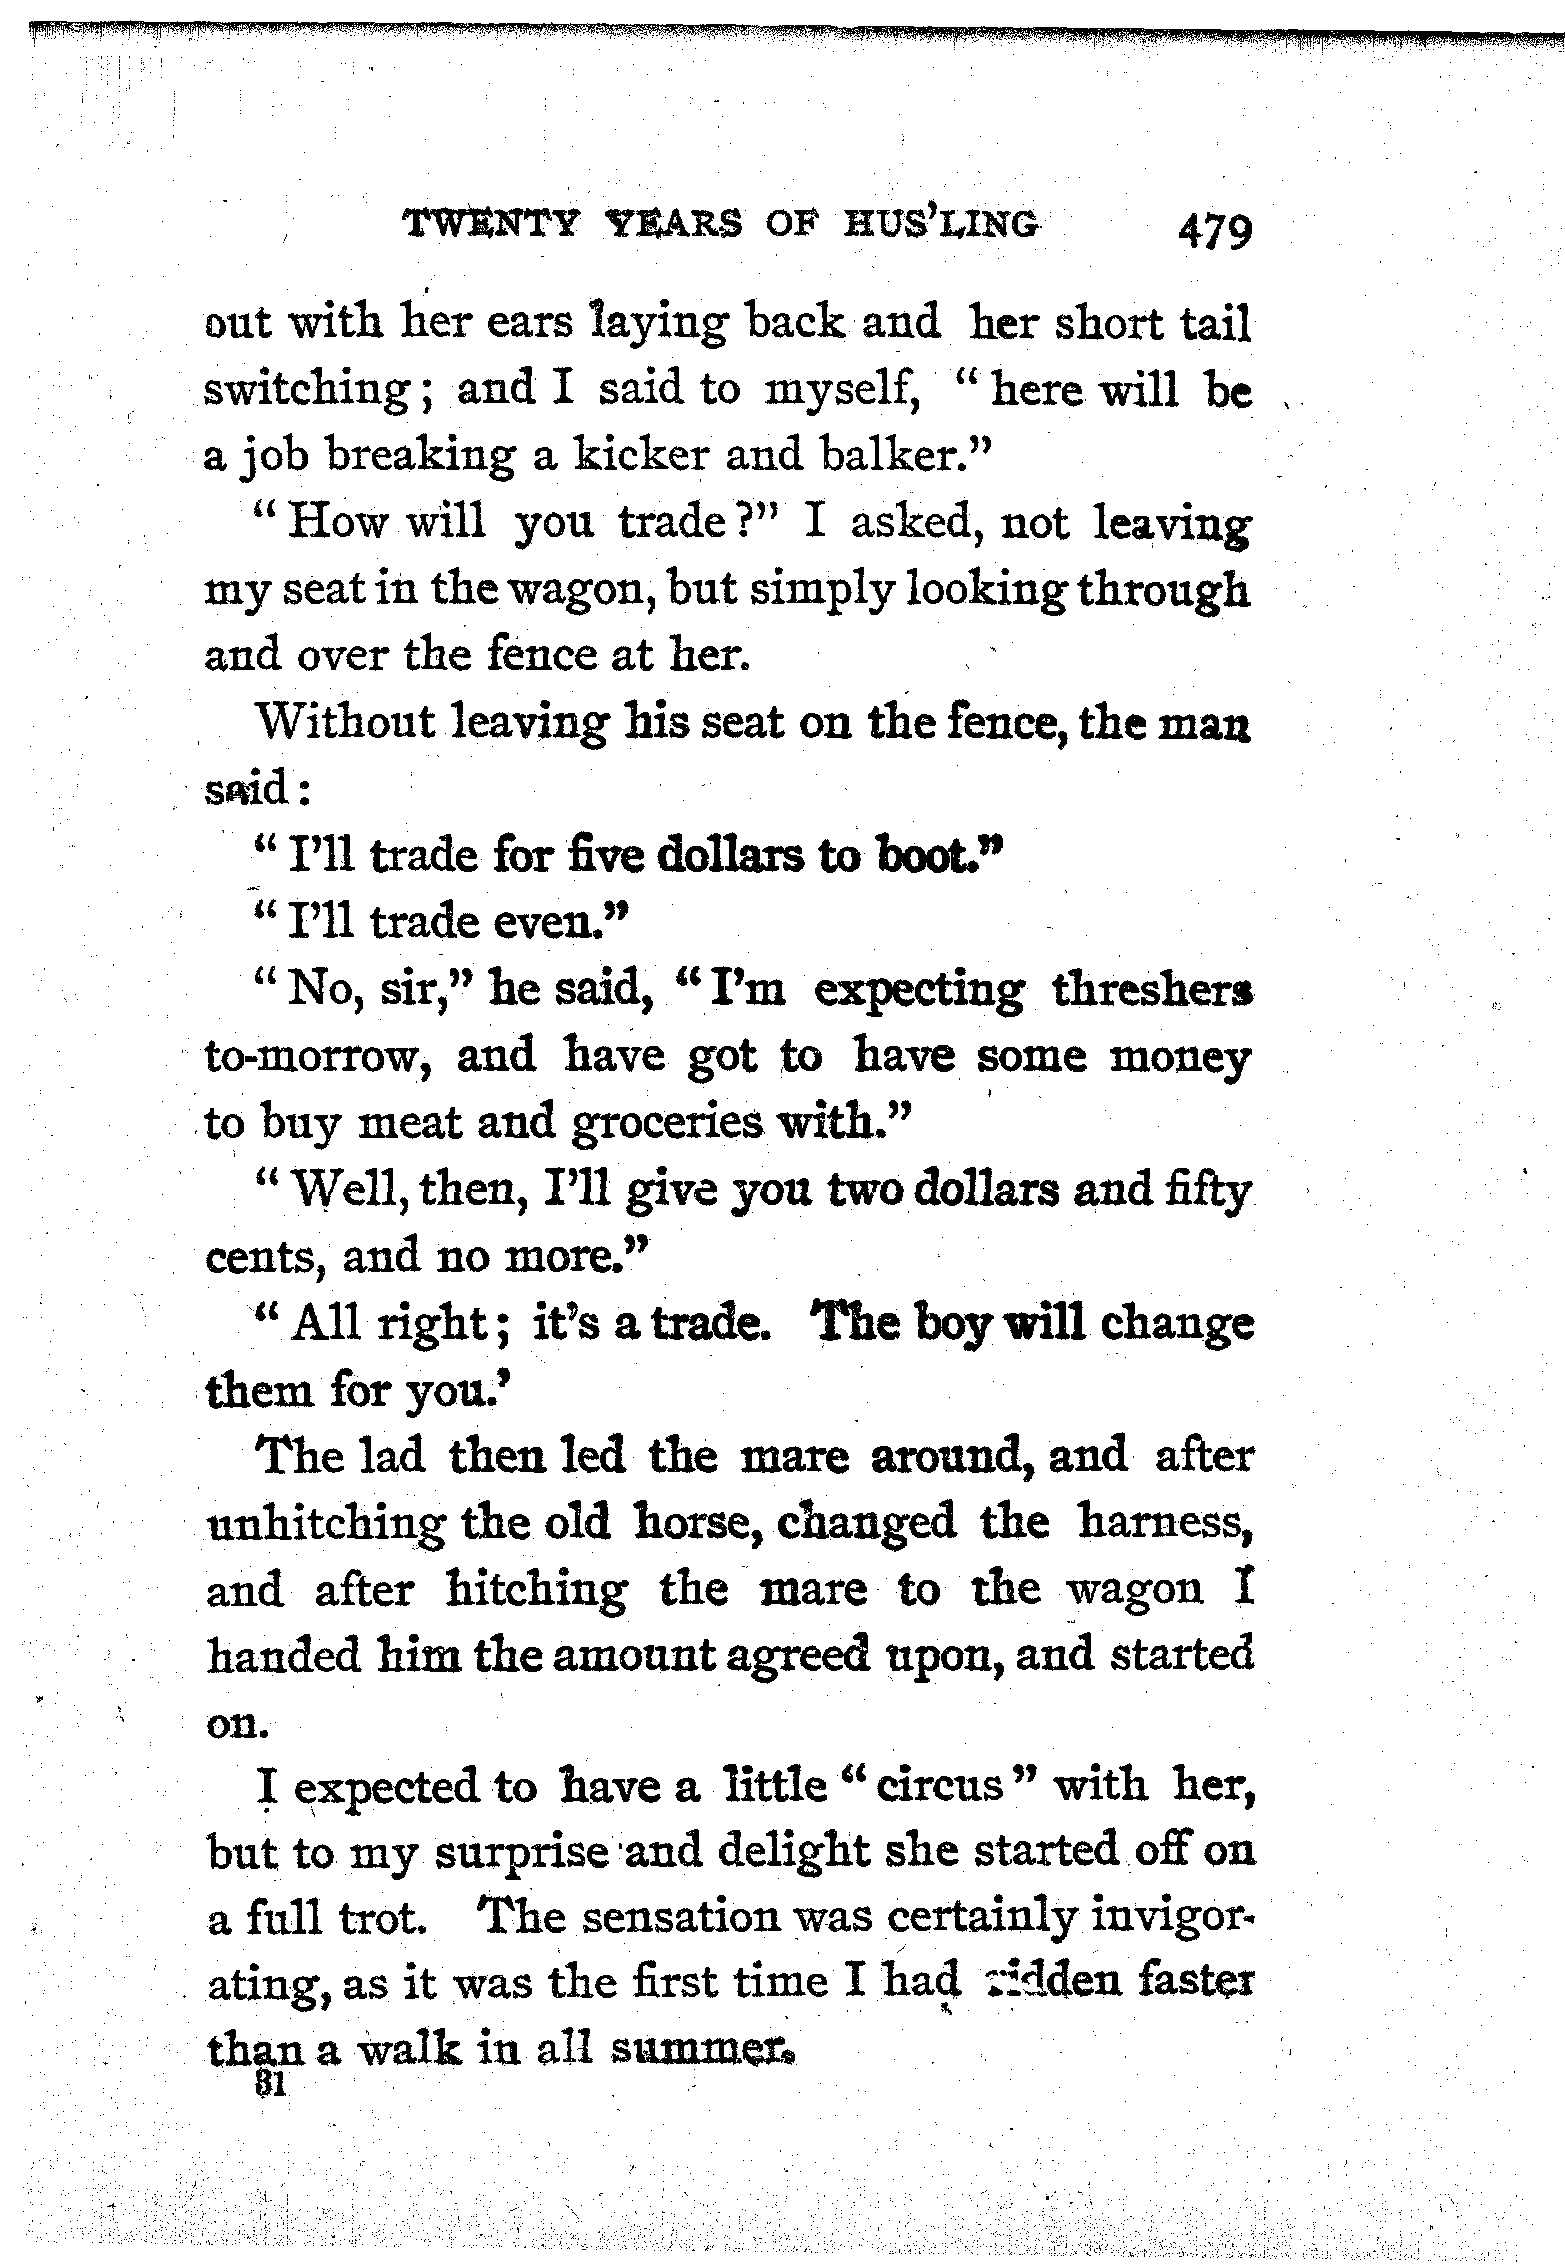 TWENTY YEARS OF HUS'LING 479
out with her ears laying back and her short tail
switching; and I said to myself, "here will be
a job breaking a kicker and balker."
"How will you trade?" I asked, not leaving
my seat in the wagon, but simply looking through
and over the fence at her.
Without leaving his seat on the fence, the man
said:
"I'll trade for five dollars to boot."
"I'll trade even."
"No, sir," he said, "I'm expecting threshers
to-morrow, and have got to have some money
to buy meat and groceries with."
"Well, then, I'll give you two dollars and fifty
cents, and no more."
"All right; it's a trade. The boy will change
them for you.'
The lad then led the mare around, and after
unhitching the old horse, changed the harness,
and after hitching the mare to the wagon I
handed him the amount agreed upon, and started
on.
I expected to have a little "circus" with her,
but to my surprise and delight she started off on
a full trot. The sensation was certainly invigor-
ating, as it was the first time I had ridden faster
than a walk in all summer.
31